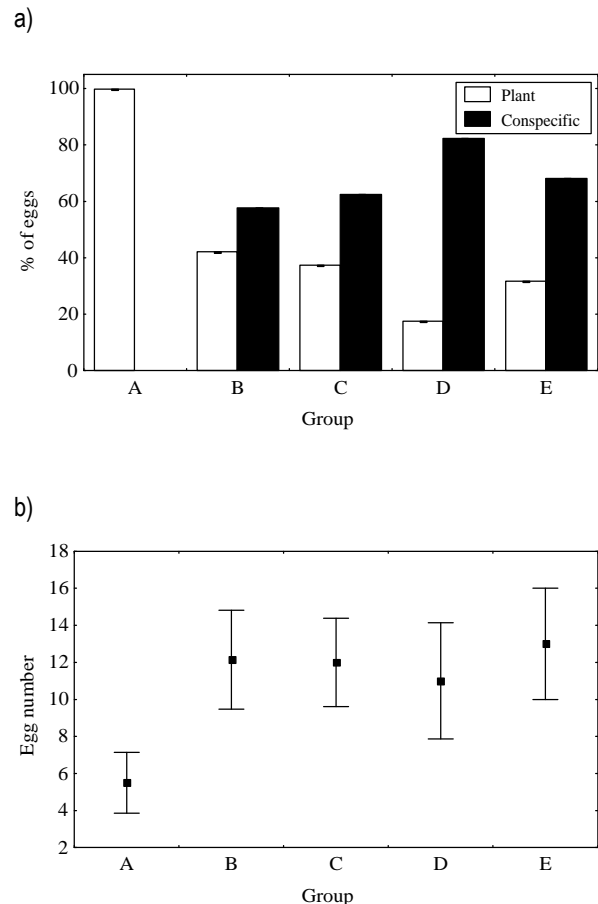 a)
100
80
60
40
20
0
% of eggs
Plant
Conspecific
A B C D E
Group
b)
18
16
14
12
10
8
6
4
2
Egg number
A B C D E
Group